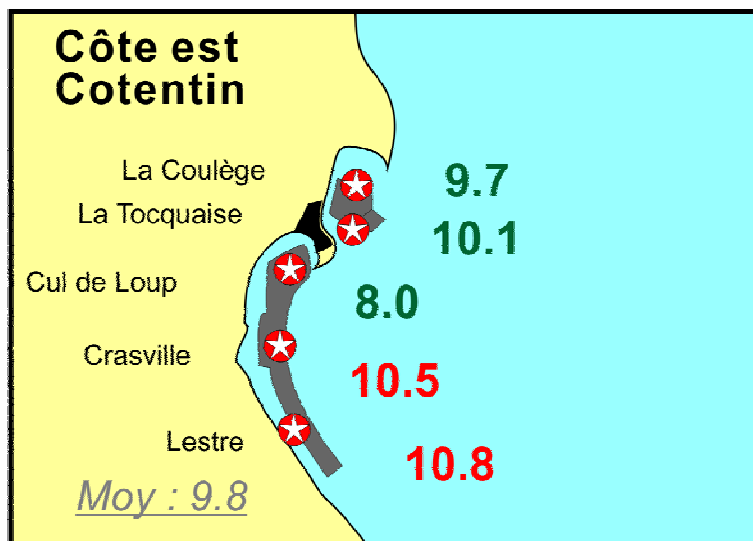 Côte est
Cotentin
La Coulège 9.7
La Tocquaise 10.1
Cul de Loup 8.0
Crasville 10.5
Lestre 10.8
Moy : 9.8